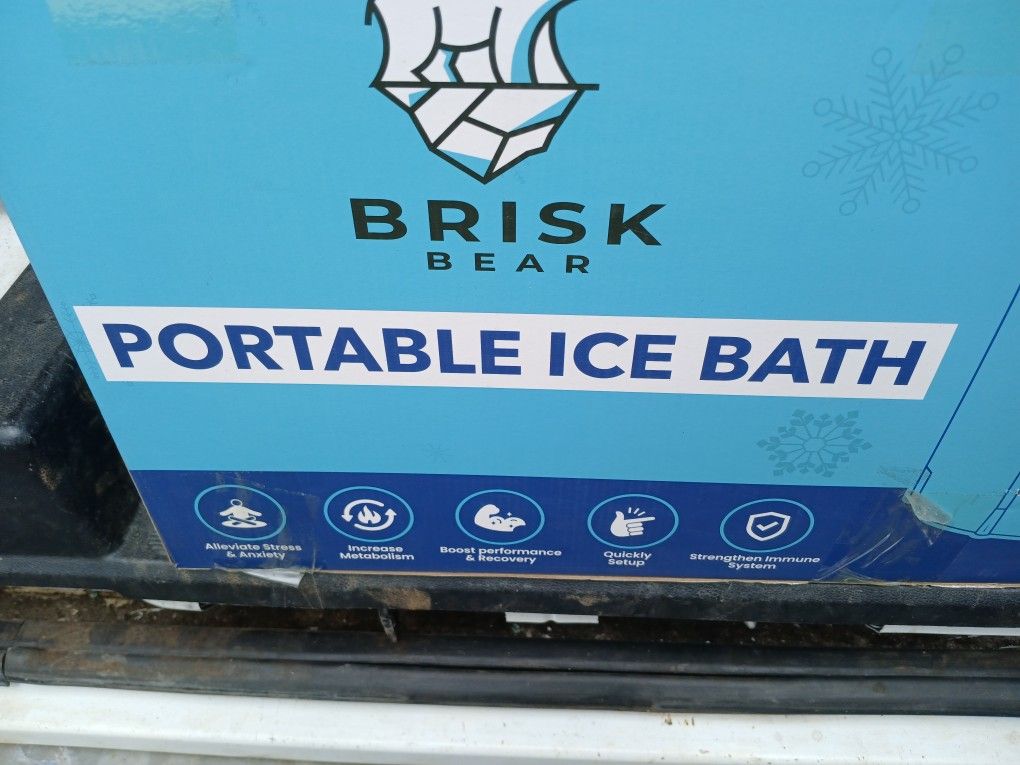 BRISK
BEAR
PORTABLE ICE BATH
Alleviate Stress
& Anxiety
Increase
Metabolism
Boost performance
& Recovery
Quickly
Setup
Strengthen Immune
System